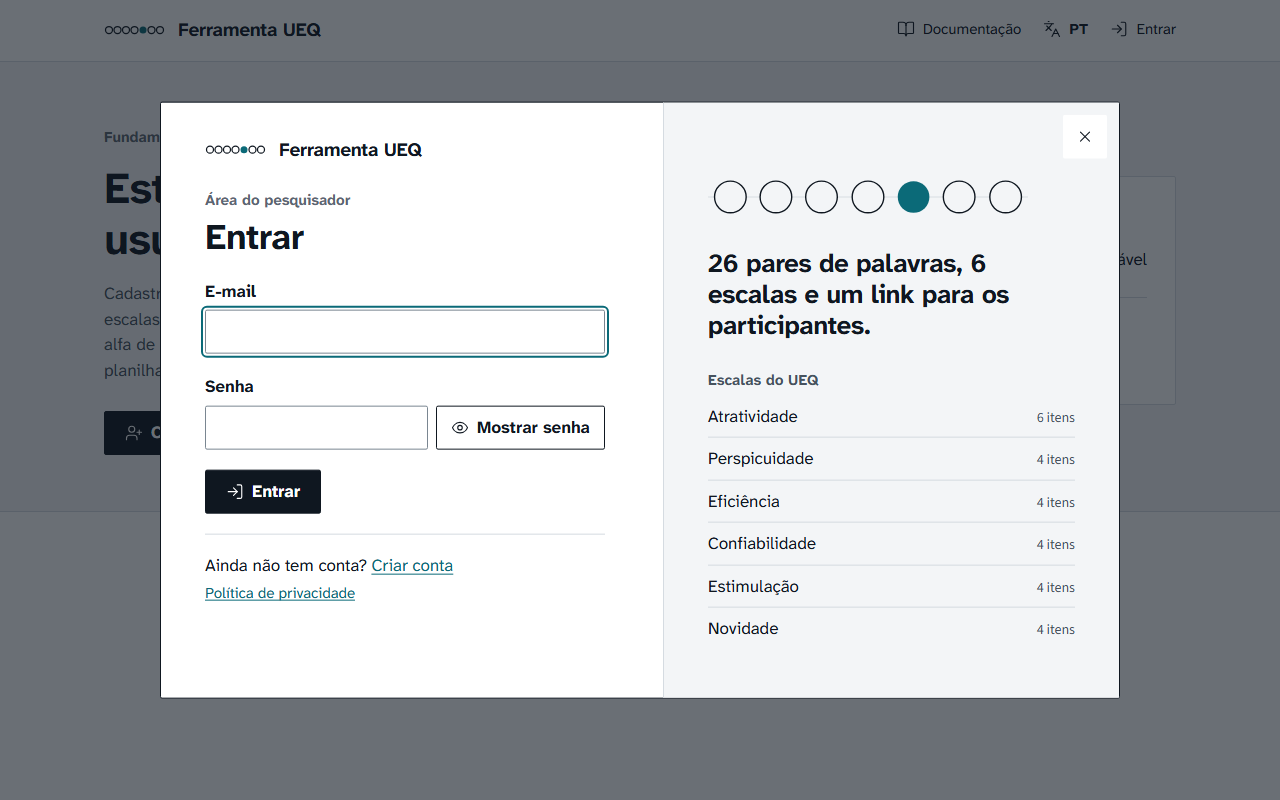 Ferramenta UEQ
Documentação
PT
Entrar
Fundam
Est
usu
Cadastr
escalas
alfa de
planilha
C
ável
Ferramenta UEQ
Área do pesquisador
Entrar
E-mail
Senha
Mostrar senha
Entrar
Ainda não tem conta? Criar conta
Política de privacidade
26 pares de palavras, 6
escalas e um link para os
participantes.
Escalas do UEQ
Atratividade 6 itens
Perspicuidade 4 itens
Eficiência 4 itens
Confiabilidade 4 itens
Estimulação 4 itens
Novidade 4 itens